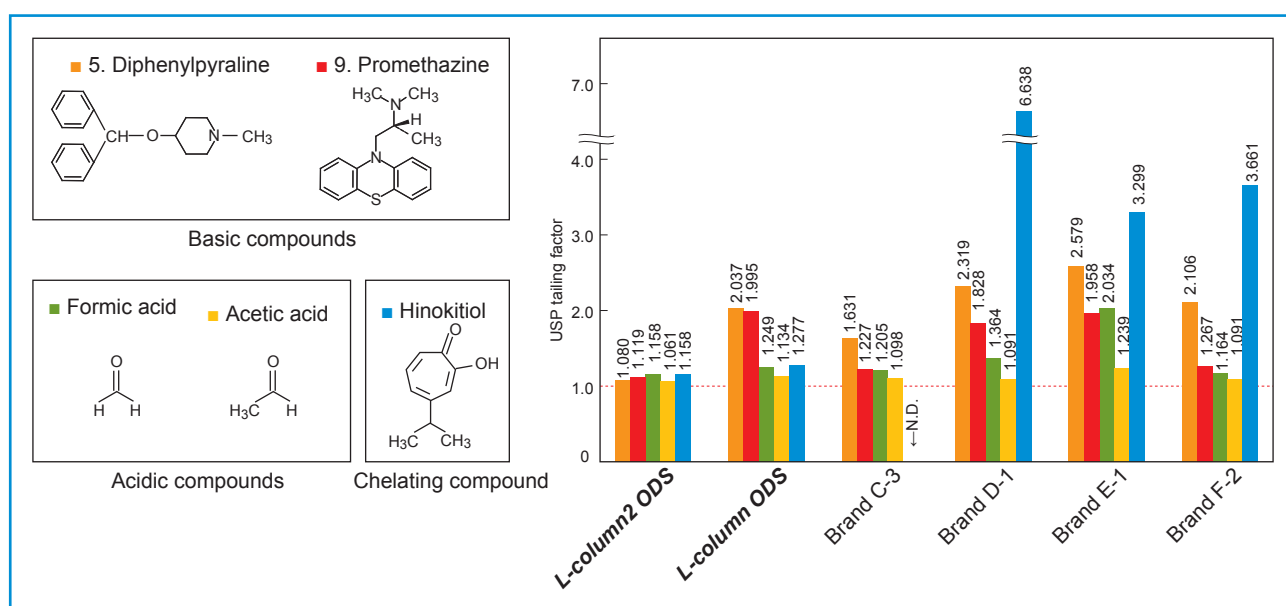 5. Diphenylpyraline
9. Promethazine
H₃C
CH₃
N
H
CH₃
CH
O
N
CH₃
N
S
Basic compounds
Formic acid
Acetic acid
Hinokitiol
O
H
H
O
H₃C
H
O
OH
H₃C
CH₃
Acidic compounds
Chelating compound
USP tailing factor
7.0
4.0
3.0
2.0
1.0
0
1.080
1.119
1.158
1.061
1.158
2.037
1.995
1.249
1.134
1.277
1.631
1.227
1.205
1.098
←N.D.
2.319
1.828
1.364
1.091
6.638
2.579
1.958
2.034
1.239
3.299
2.106
1.267
1.164
1.091
3.661
L-column2 ODS
L-column ODS
Brand C-3
Brand D-1
Brand E-1
Brand F-2